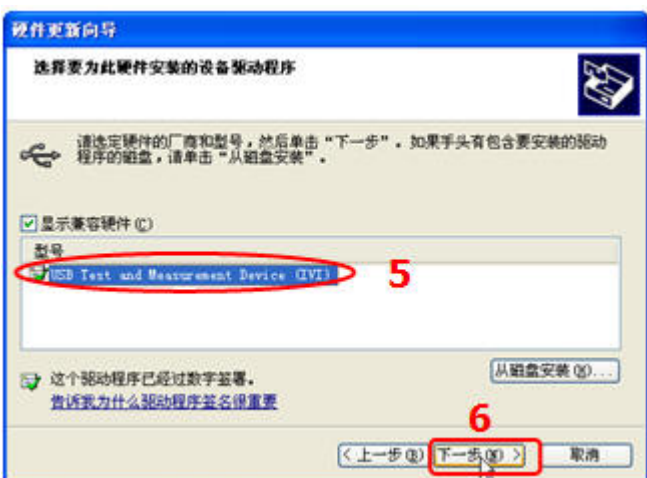 硬件更新向导
选择要为此硬件安装的设备驱动程序
请选定硬件的厂商和型号，然后单击“下一步”。如果手头有包含要安装的驱动
程序的磁盘，请单击“从磁盘安装”。
显示兼容硬件(C)
型号
USB Test and Measurement Device (IVI)
5
这个驱动程序已经过数字签署。
从磁盘安装(H)...
告诉我为什么驱动程序签名很重要
6
<上一步(B) 下一步(N)> 取消